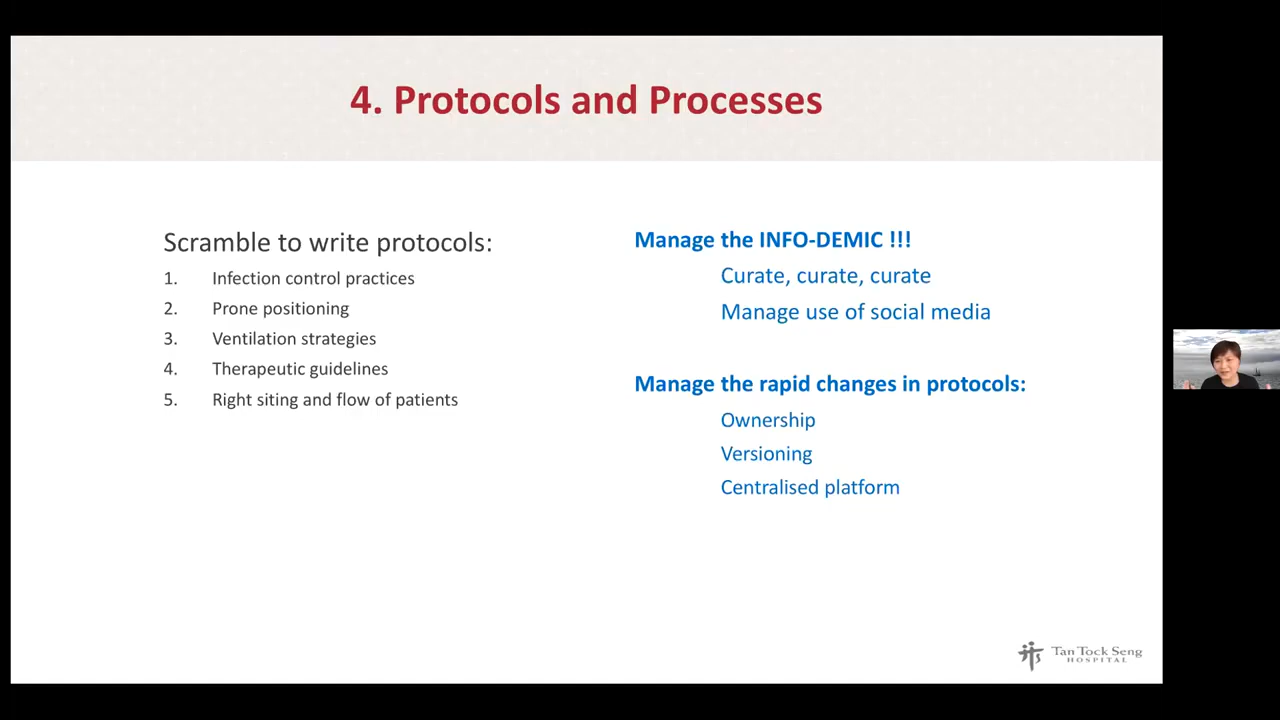 4. Protocols and Processes
Scramble to write protocols:
1. Infection control practices
2. Prone positioning
3. Ventilation strategies
4. Therapeutic guidelines
5. Right siting and flow of patients
Manage the INFO-DEMIC !!!
Curate, curate, curate
Manage use of social media
Manage the rapid changes in protocols:
Ownership
Versioning
Centralised platform
Tan Tock Seng
HOSPITAL